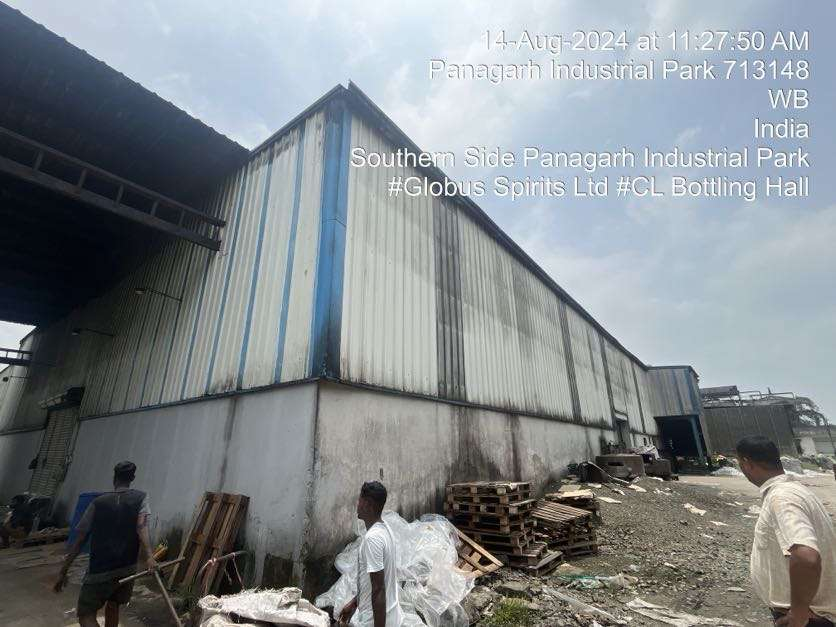 14-Aug-2024 at 11:27:50 AM
Panagarh Industrial Park 713148
WB
India
Southern Side Panagarh Industrial Park
#Globus Spirits Ltd #CL Bottling Hall